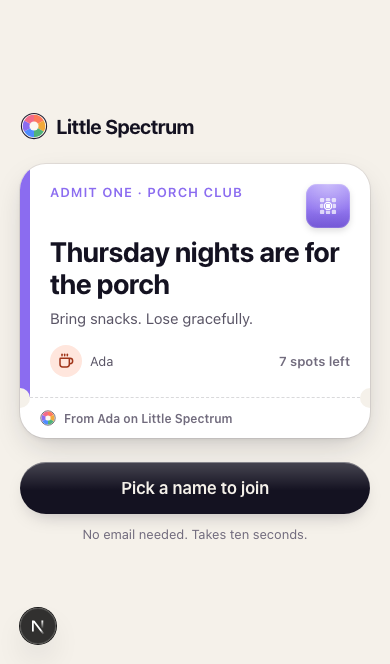 Little Spectrum
ADMIT ONE · PORCH CLUB
Thursday nights are for
the porch
Bring snacks. Lose gracefully.
Ada
7 spots left
From Ada on Little Spectrum
Pick a name to join
No email needed. Takes ten seconds.
N